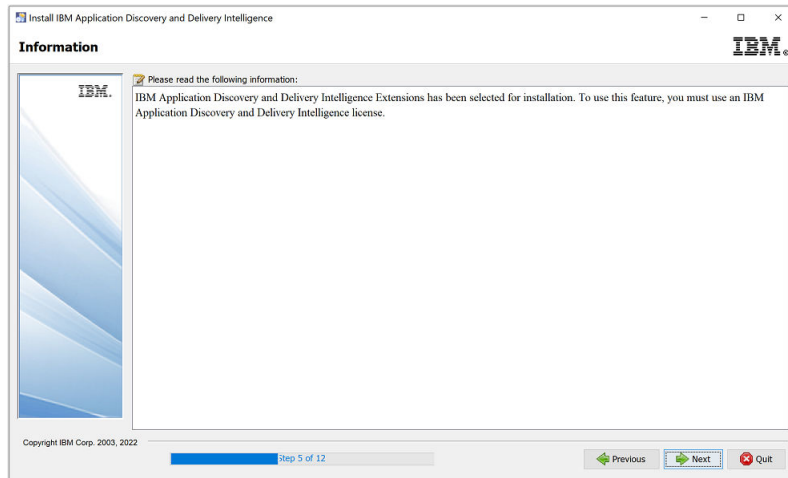 Install IBM Application Discovery and Delivery Intelligence
Information
IBM®
IBM.
Please read the following information:
IBM Application Discovery and Delivery Intelligence Extensions has been selected for installation. To use this feature, you must use an IBM
Application Discovery and Delivery Intelligence license.
Copyright IBM Corp. 2003, 2022
Step 5 of 12
Previous
Next
Quit